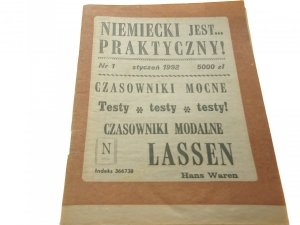 NIEMIECKI JEST...
PRAKTYCZNY!
Nr 1 styczeń 1992 5000 zł
CZASOWNIKI MOCNE
Testy * testy * testy!
CZASOWNIKI MODALNE
N
LASSEN
Indeks 366738
Hans Waren